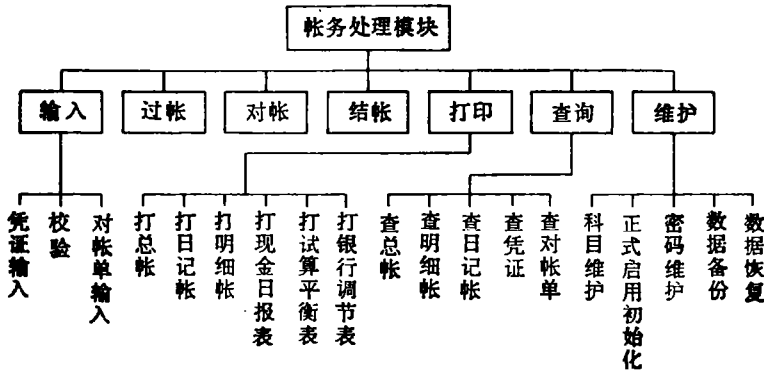 帐务处理模块
输入
过帐
对帐
结帐
打印
查询
维护
凭证输入
校验
对帐单输入
打总帐
打日记帐
打明细帐
打现金日报表
打试算平衡表
打银行调节表
查总帐
查明细帐
查日记帐
查凭证
查对帐单
科目维护
正式启用初始化
密码维护
数据备份
数据恢复